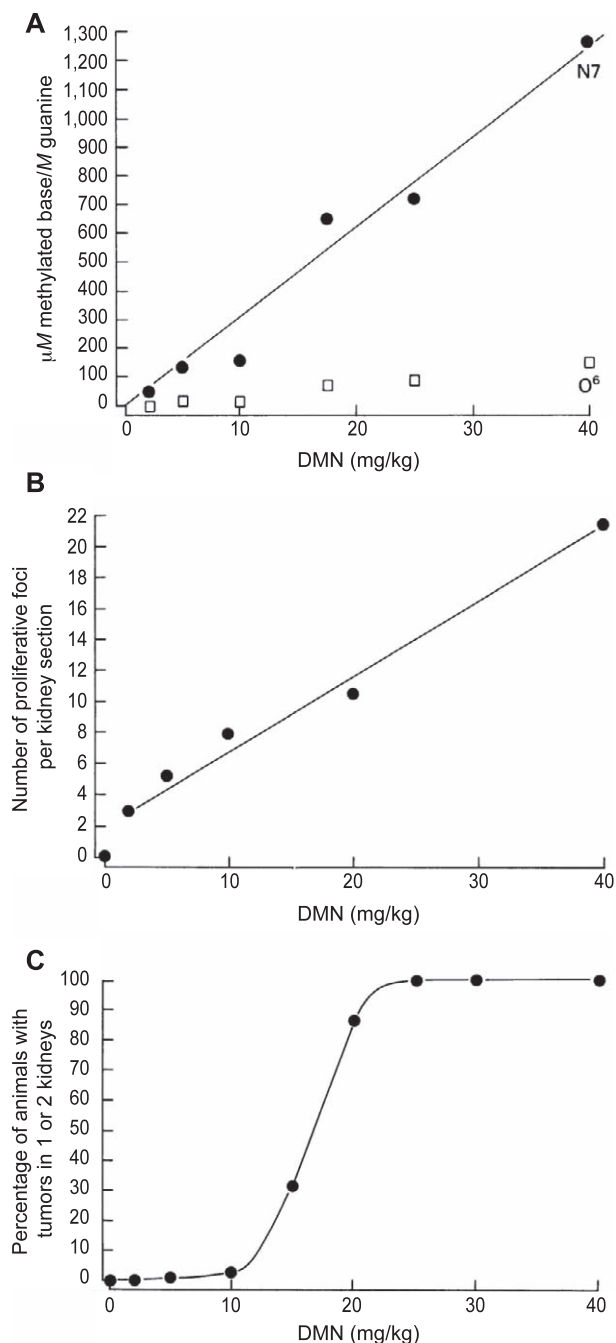 A
1,300
1,200
1,100
1,000
900
800
700
600
500
400
300
200
100
0
µM methylated base/M guanine
N7
O⁶
0 10 20 30 40
DMN (mg/kg)
B
22
20
18
16
14
12
10
8
6
4
2
0
Number of proliferative foci
per kidney section
0 10 20 30 40
DMN (mg/kg)
C
100
90
80
70
60
50
40
30
20
10
0
Percentage of animals with
tumors in 1 or 2 kidneys
0 10 20 30 40
DMN (mg/kg)